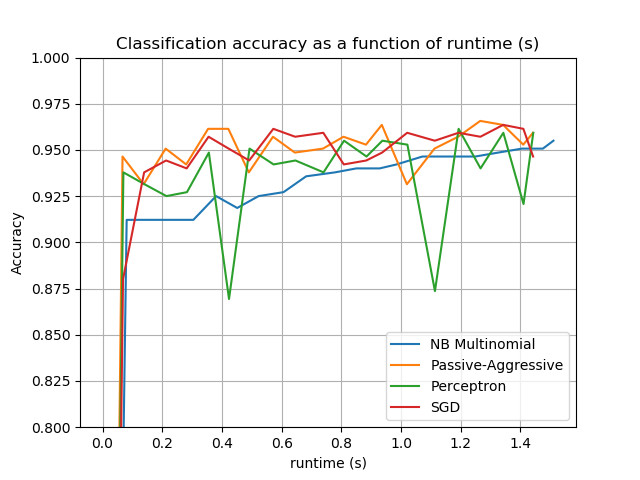 Classification accuracy as a function of runtime (s)
1.000
0.975
0.950
0.925
0.900
0.875
0.850
0.825
0.800
Accuracy
NB Multinomial
Passive-Aggressive
Perceptron
SGD
0.0 0.2 0.4 0.6 0.8 1.0 1.2 1.4
runtime (s)